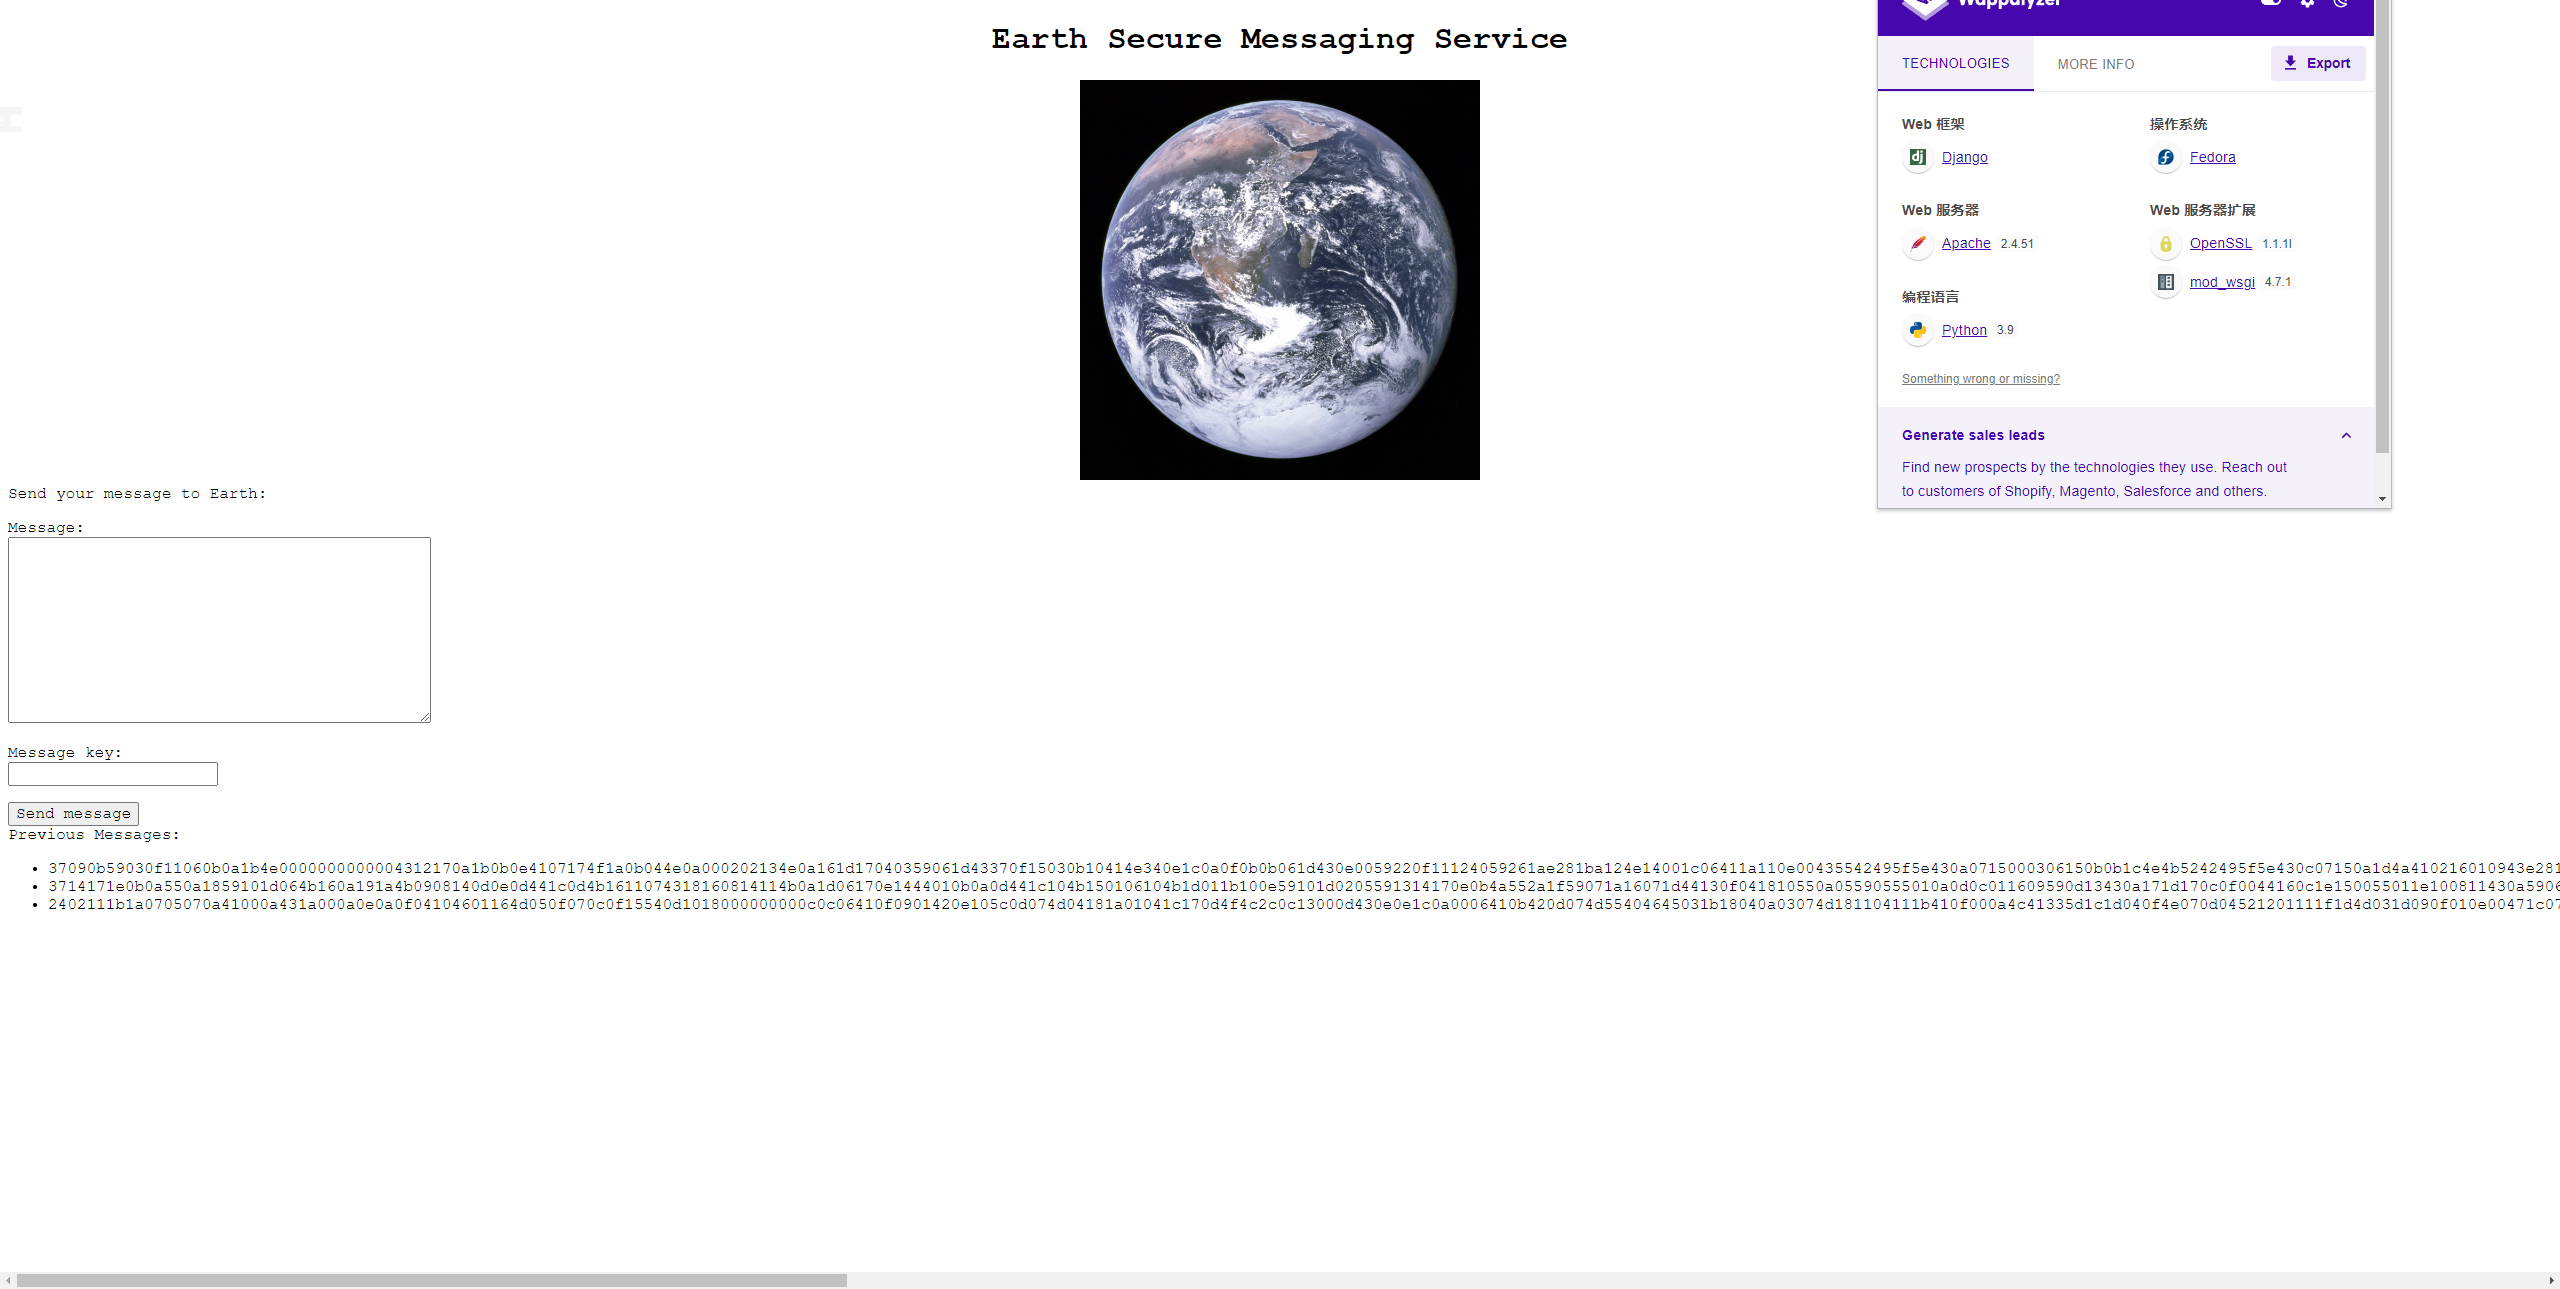 Earth Secure Messaging Service
Wappalyzer
TECHNOLOGIES
MORE INFO
Export
Web 框架
Django
Web 服务器
Apache 2.4.51
编程语言
Python 3.9
操作系统
Fedora
Web 服务器扩展
OpenSSL 1.1.1l
mod_wsgi 4.7.1
Something wrong or missing?
Generate sales leads
Find new prospects by the technologies they use. Reach out
to customers of Shopify, Magento, Salesforce and others.
Send your message to Earth:
Message:
Message key:
Send message
Previous Messages:
37090b59030f11060b0a1b4e0000000000004312170a1b0b0e4107174f1a0b044e0a000202134e0a161d17040359061d43370f15030b10414e340e1c0a0f0b0b061d430e0059220f11124059261ae281ba124e14001c06411a110e00435542495f5e430a0715000306150b0b1c4e4b5242495f5e430c07150a1d4a410216010943e281
3714171e0b0a550a1859101d064b160a191a4b0908140d0e0d441c0d4b1611074318160814114b0a1d06170e1444010b0a0d441c104b150106104b1d011b100e59101d0205591314170e0b4a552a1f59071a16071d44130f041810550a05590555010a0d0c011609590d13430a171d170c0f0044160c1e150055011e100811430a5906
2402111b1a0705070a41000a431a000a0e0a0f04104601164d050f070c0f15540d1018000000000c0c06410f0901420e105c0d074d04181a01041c170d4f4c2c0c13000d430e0e1c0a0006410b420d074d55404645031b18040a03074d181104111b410f000a4c41335d1c1d040f4e070d04521201111f1d4d031d090f010e00471c07